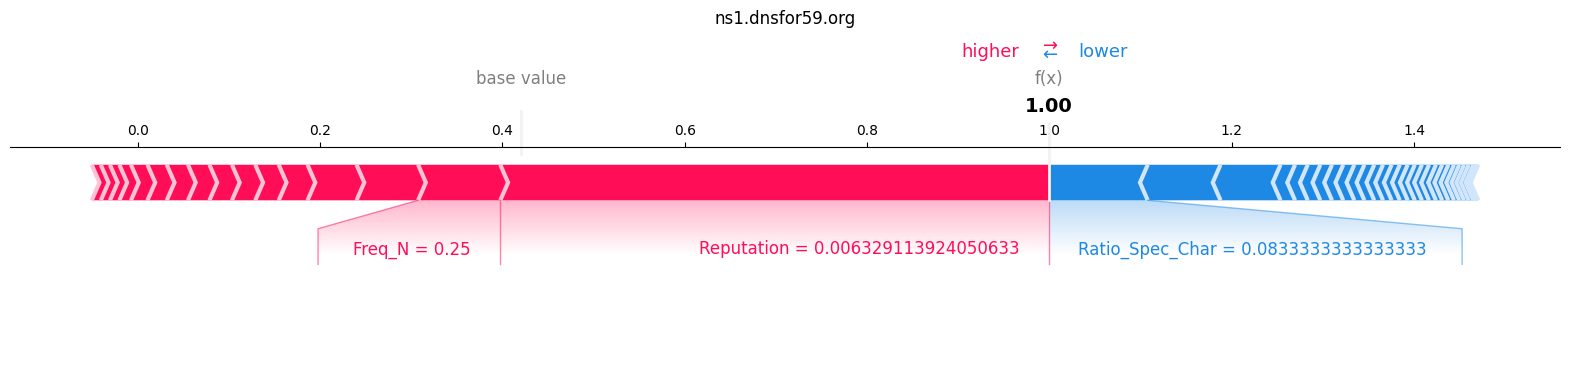 ns1.dnsfor59.org
higher ⇄ lower
base value f(x)
1.00
0.0 0.2 0.4 0.6 0.8 1 0 1.2 1.4
Freq_N = 0.25 Reputation = 0.006329113924050633 Ratio_Spec_Char = 0.0833333333333333